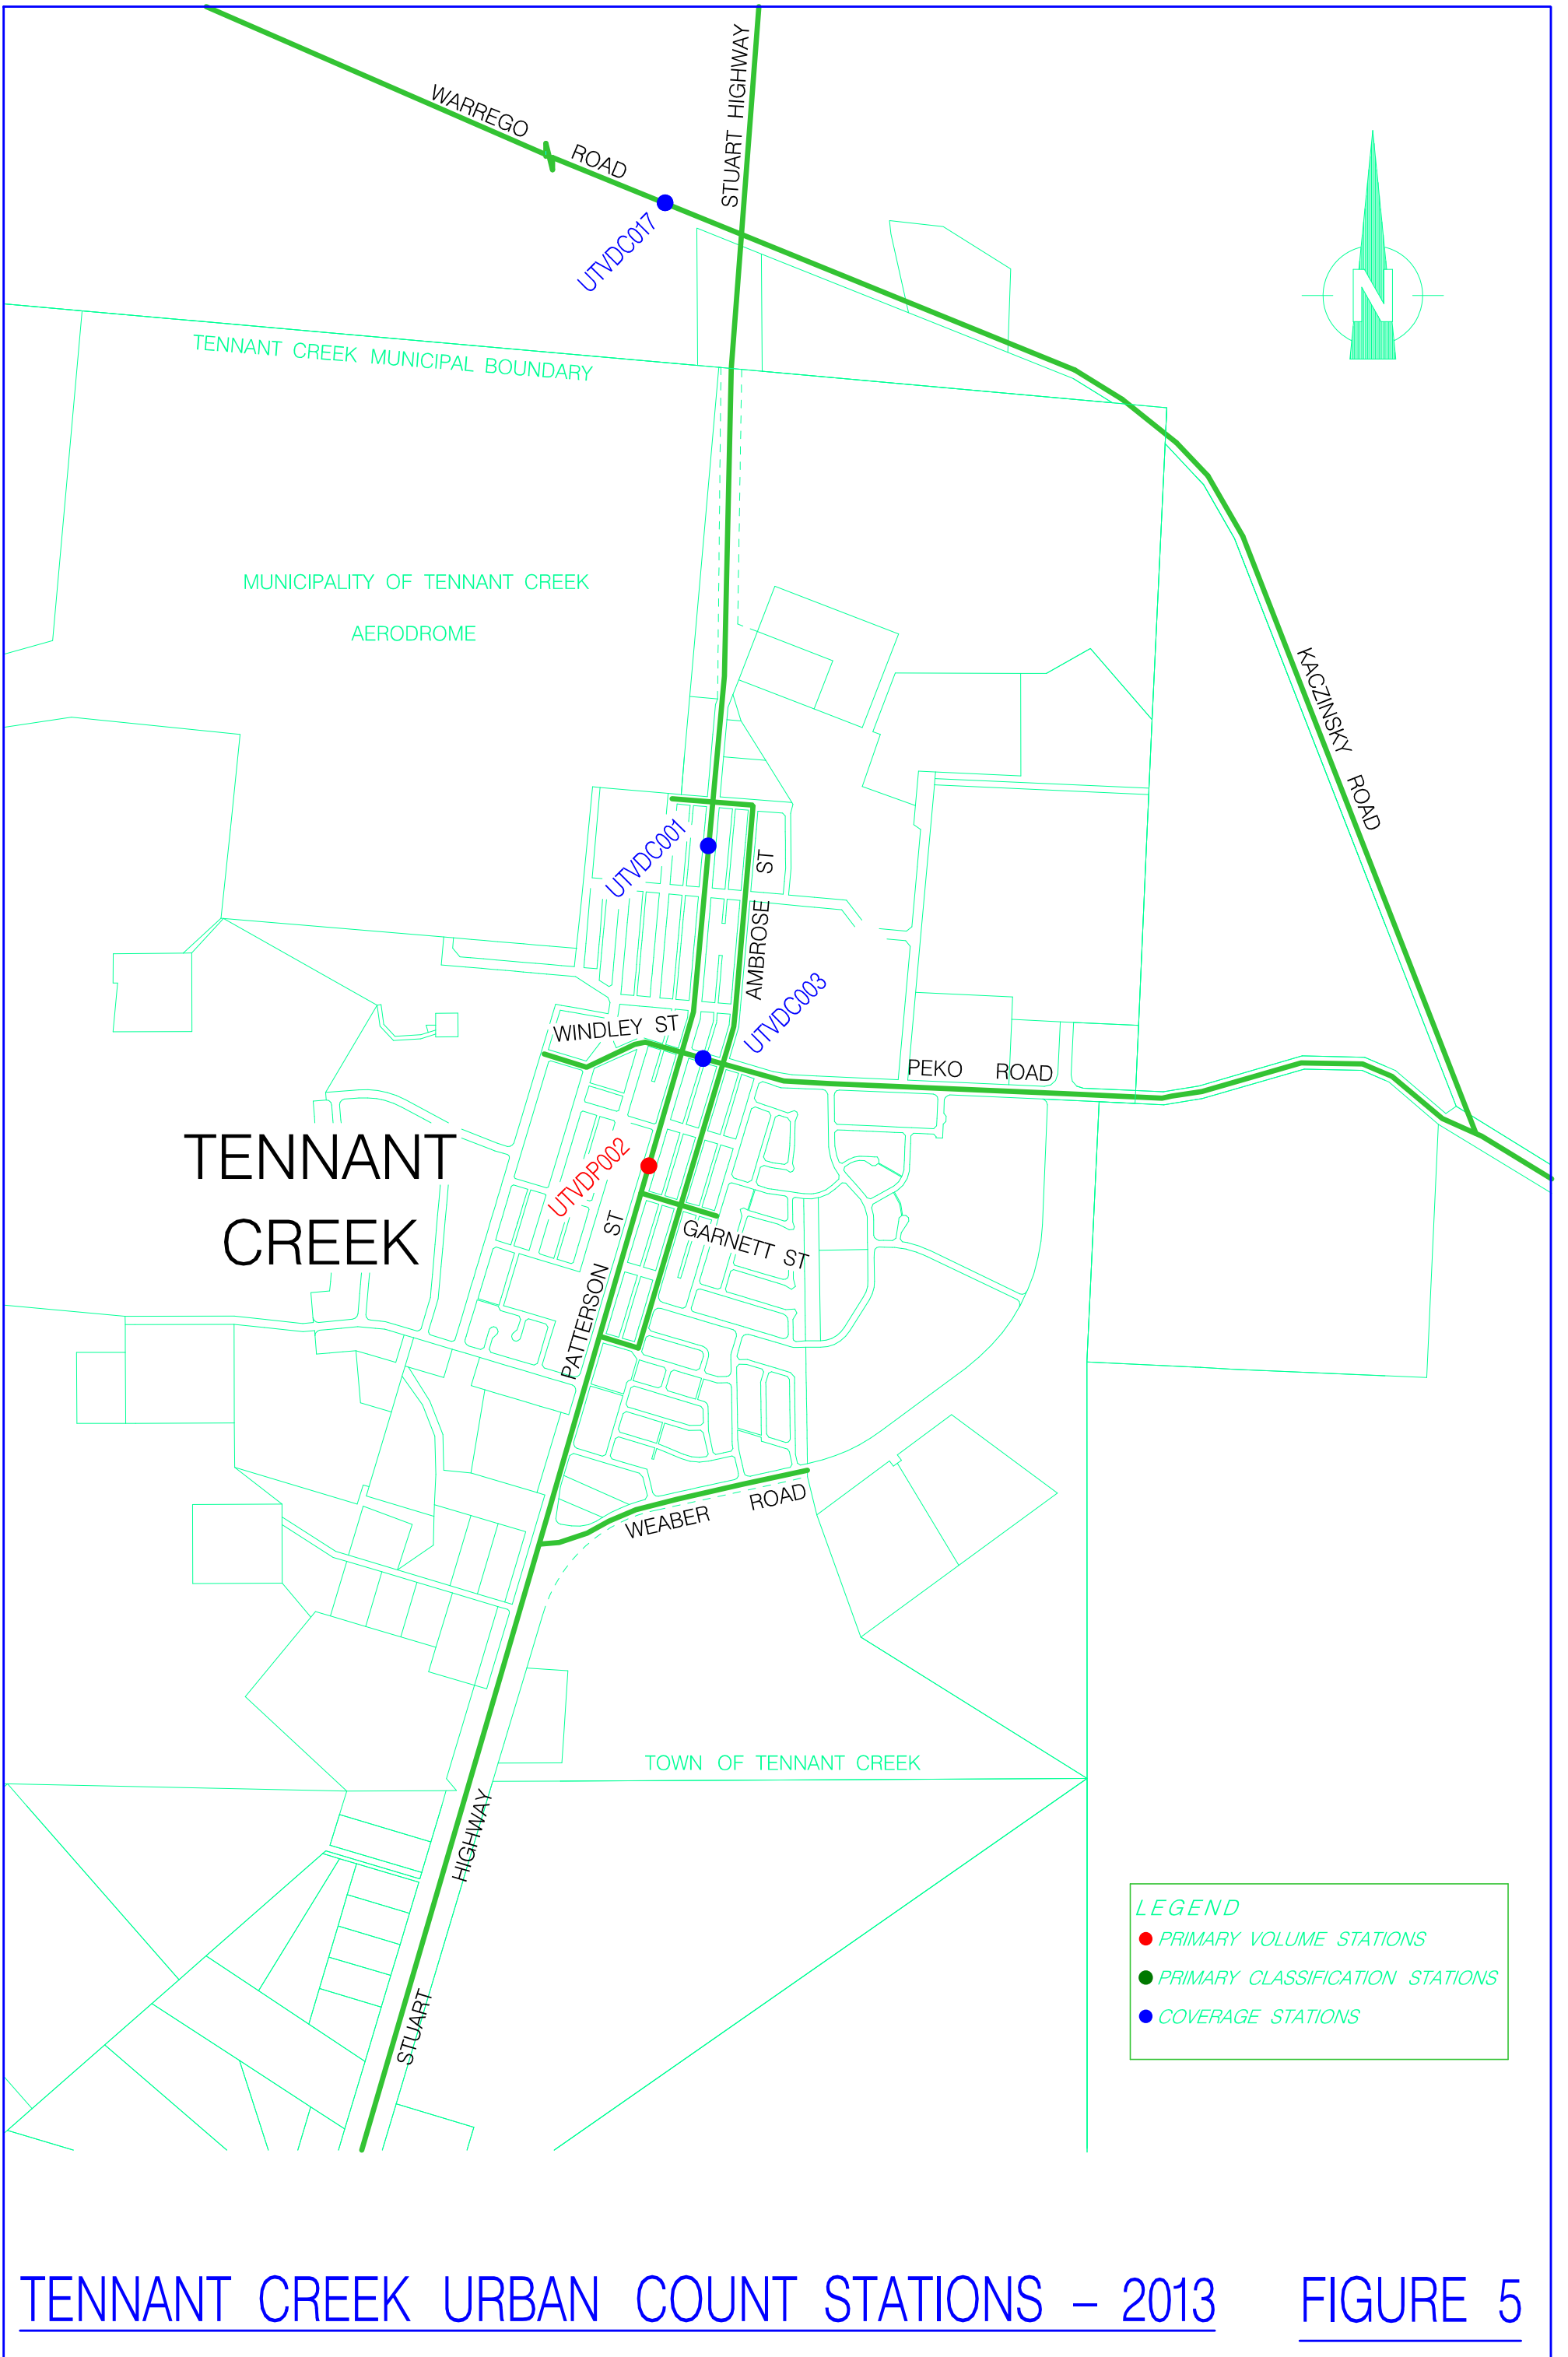 WARREGO ROAD
STUART HIGHWAY
UTVDC017
N
TENNANT CREEK MUNICIPAL BOUNDARY
MUNICIPALITY OF TENNANT CREEK
AERODROME
KACZINSKY ROAD
UTVDC001
AMBROSE ST
UTVDC003
WINDLEY ST
PEKO ROAD
TENNANT
CREEK
UTVDP002
GARNETT ST
PATTERSON ST
WEABER ROAD
TOWN OF TENNANT CREEK
STUART HIGHWAY
LEGEND
PRIMARY VOLUME STATIONS
PRIMARY CLASSIFICATION STATIONS
COVERAGE STATIONS
TENNANT CREEK URBAN COUNT STATIONS – 2013 FIGURE 5